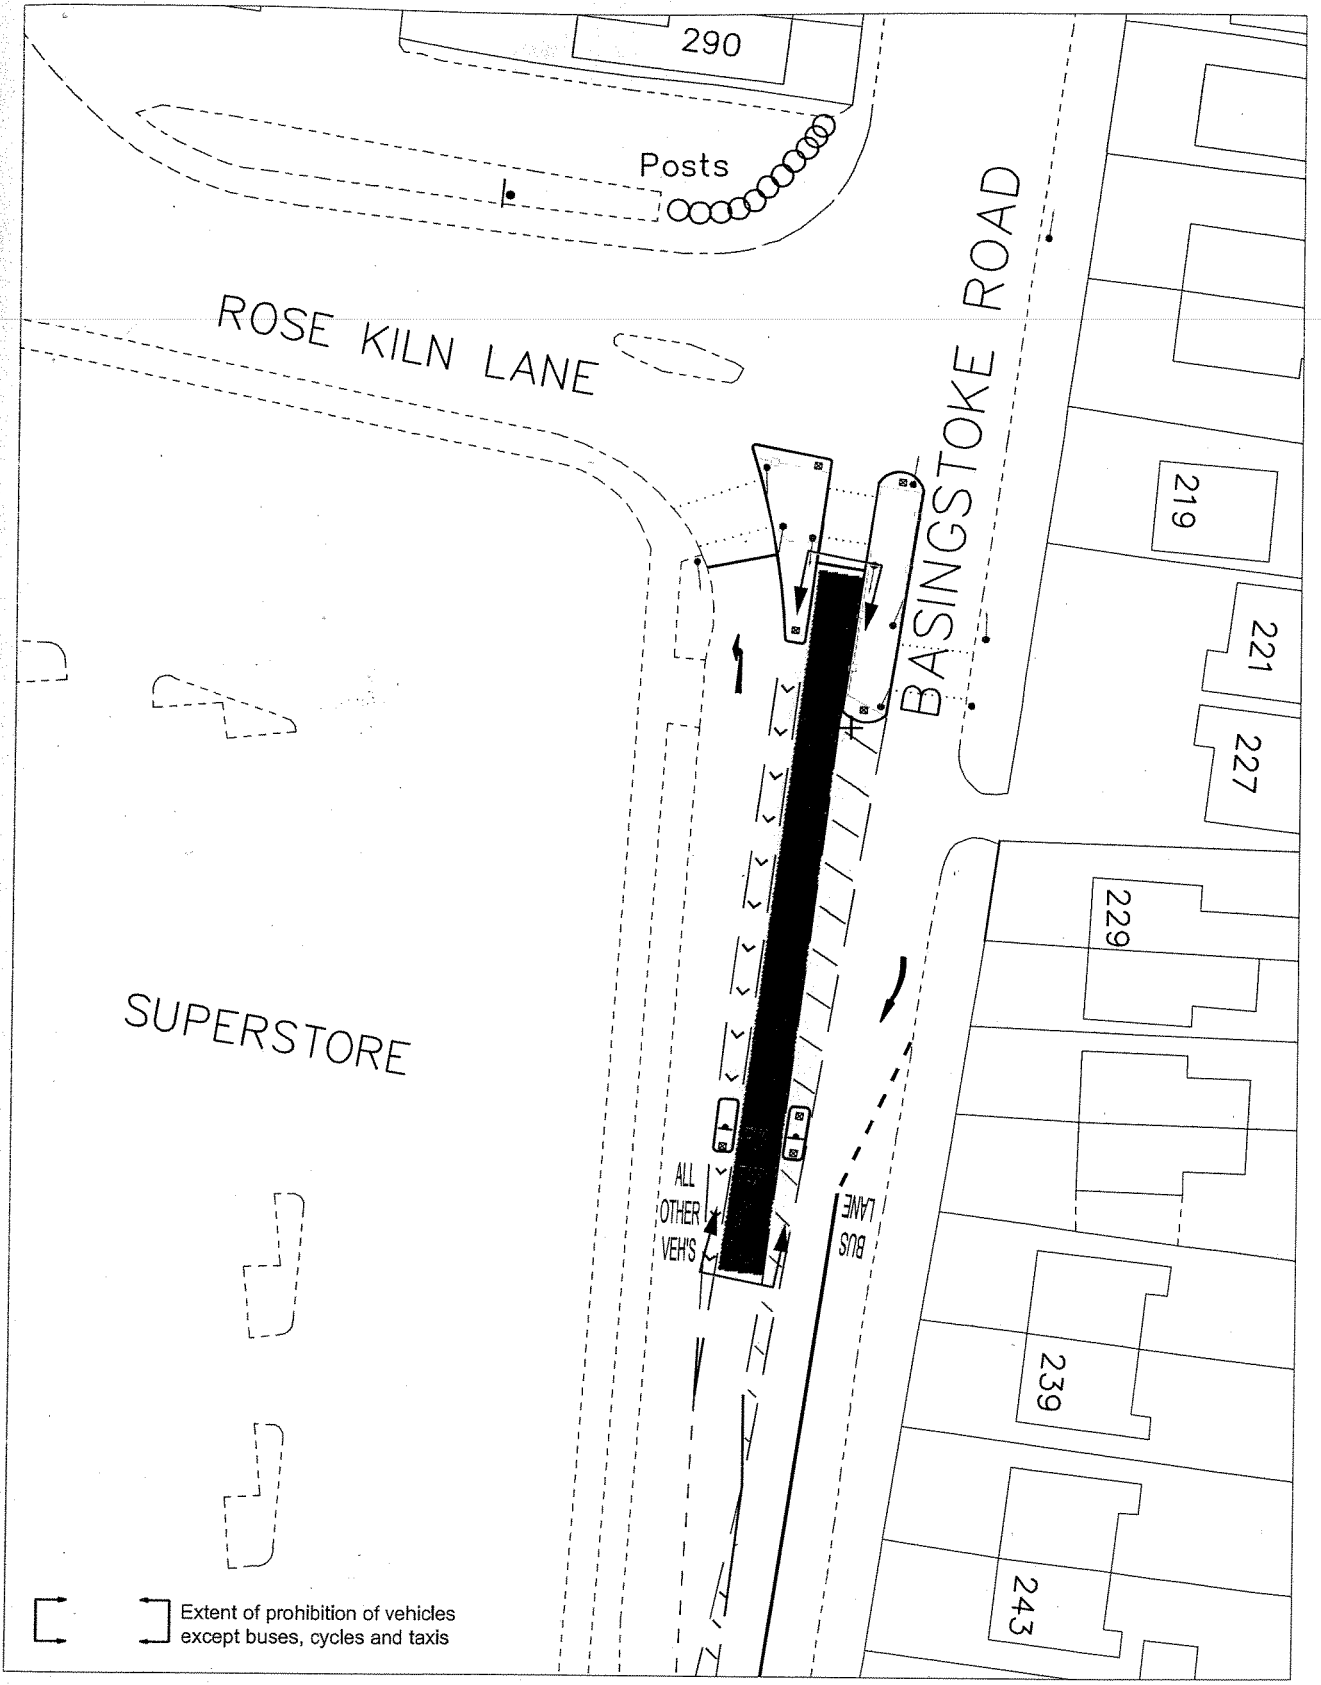 290
Posts
ROSE KILN LANE
BASINGSTOKE ROAD
219
221
227
229
SUPERSTORE
ALL
OTHER
VEH'S
BUS
LANE
239
243
Extent of prohibition of vehicles
except buses, cycles and taxis